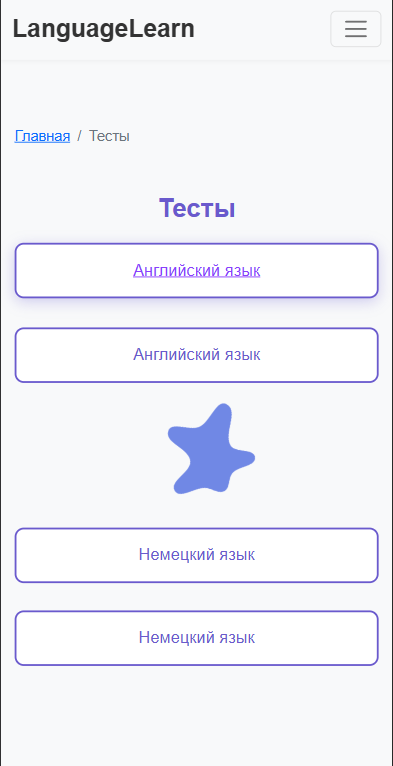 LanguageLearn
Главная / Тесты
Тесты
Английский язык
Английский язык
Немецкий язык
Немецкий язык